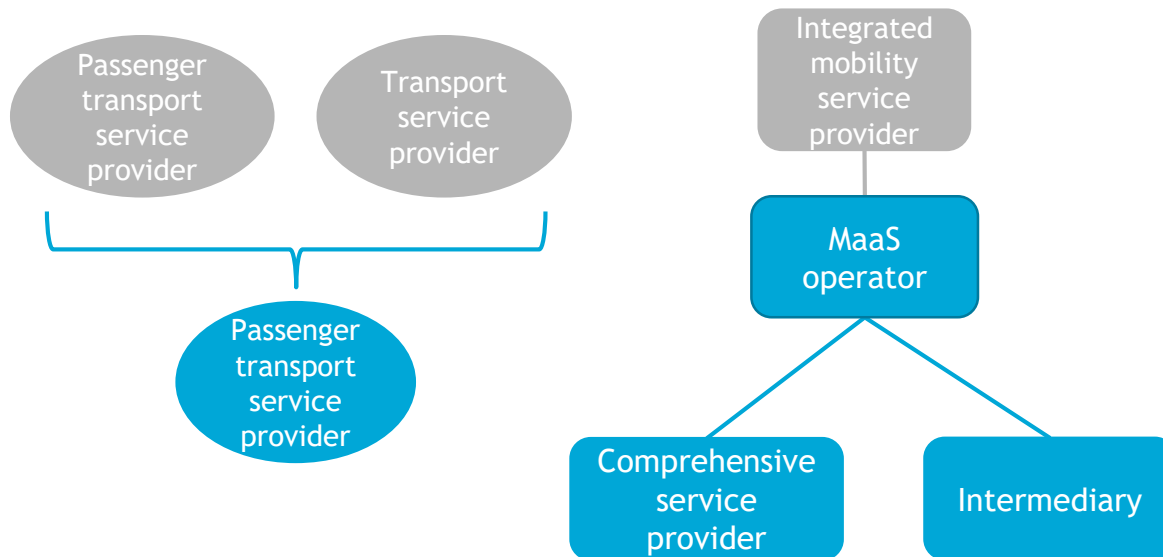 Passenger
transport
service
provider
Transport
service
provider
Integrated
mobility
service
provider
MaaS
operator
Passenger
transport
service
provider
Comprehensive
service
provider
Intermediary